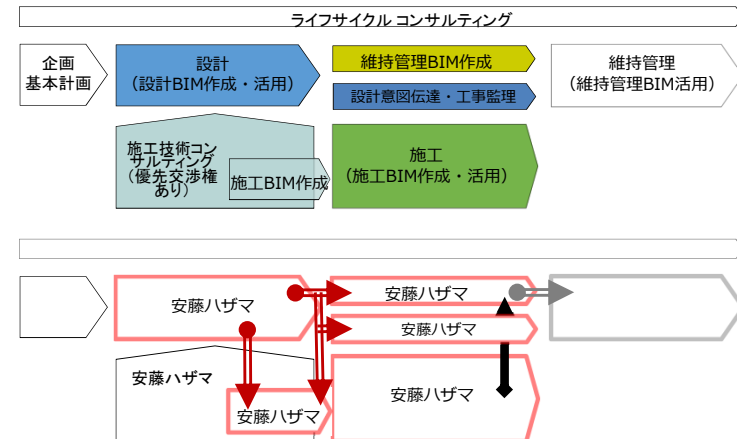 ライフサイクル コンサルティング
企画
基本計画
設計
（設計BIM作成・活用）
維持管理BIM作成
設計意図伝達・工事監理
維持管理
（維持管理BIM活用）
施工技術コン
サルティング
（優先交渉権
あり）
施工BIM作成
施工
（施工BIM作成・活用）
安藤ハザマ
安藤ハザマ
安藤ハザマ
安藤ハザマ
安藤ハザマ
安藤ハザマ